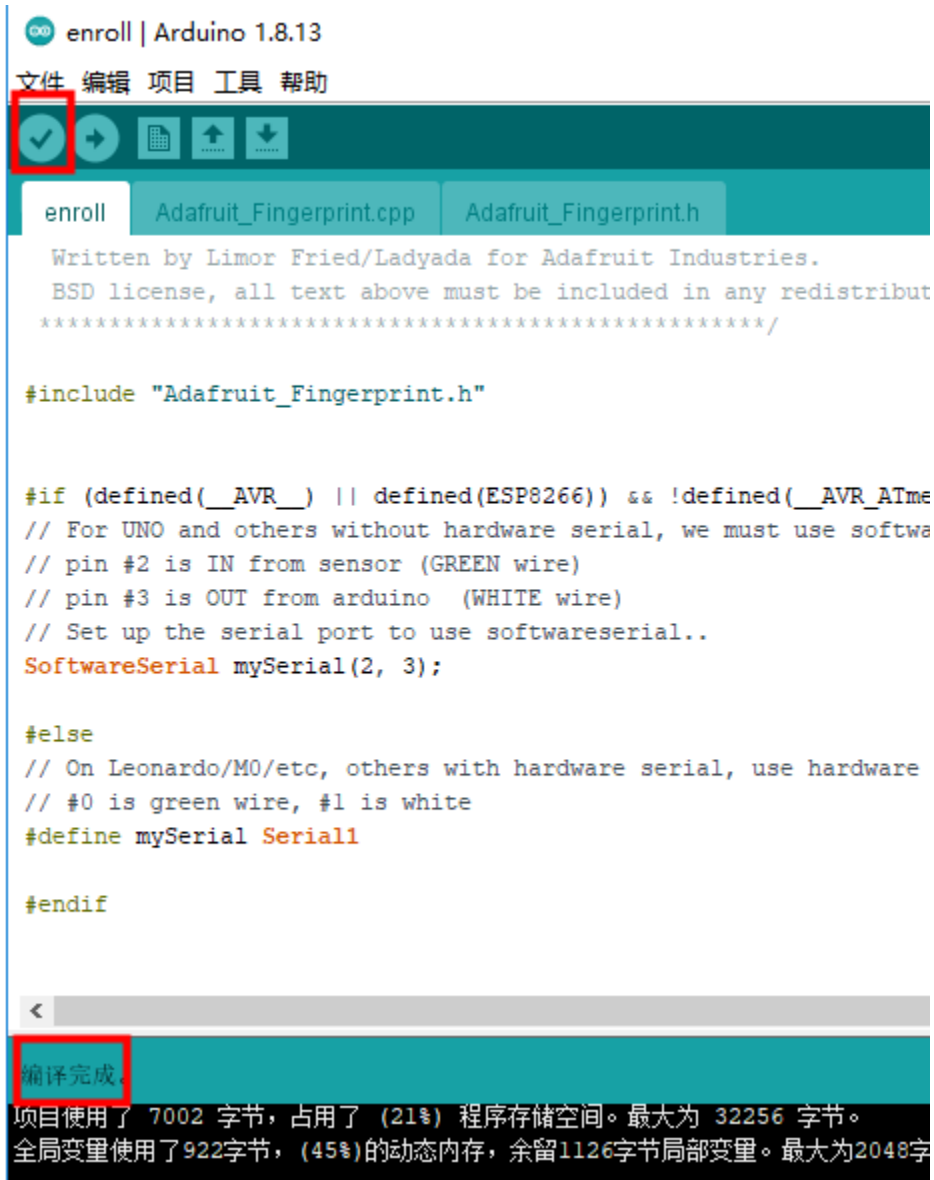 enroll | Arduino 1.8.13
文件 编辑 项目 工具 帮助
enroll Adafruit_Fingerprint.cpp Adafruit_Fingerprint.h
Written by Limor Fried/Ladyada for Adafruit Industries.
BSD license, all text above must be included in any redistribut
****************************************************/
#include "Adafruit_Fingerprint.h"
#if (defined(__AVR__) || defined(ESP8266)) && !defined(__AVR_ATme
// For UNO and others without hardware serial, we must use softwa
// pin #2 is IN from sensor (GREEN wire)
// pin #3 is OUT from arduino  (WHITE wire)
// Set up the serial port to use softwareserial..
SoftwareSerial mySerial(2, 3);
#else
// On Leonardo/M0/etc, others with hardware serial, use hardware
// #0 is green wire, #1 is white
#define mySerial Serial1
#endif
编译完成。
项目使用了 7002 字节，占用了 (21%) 程序存储空间。最大为 32256 字节。
全局变量使用了922字节，(45%)的动态内存，余留1126字节局部变量。最大为2048字